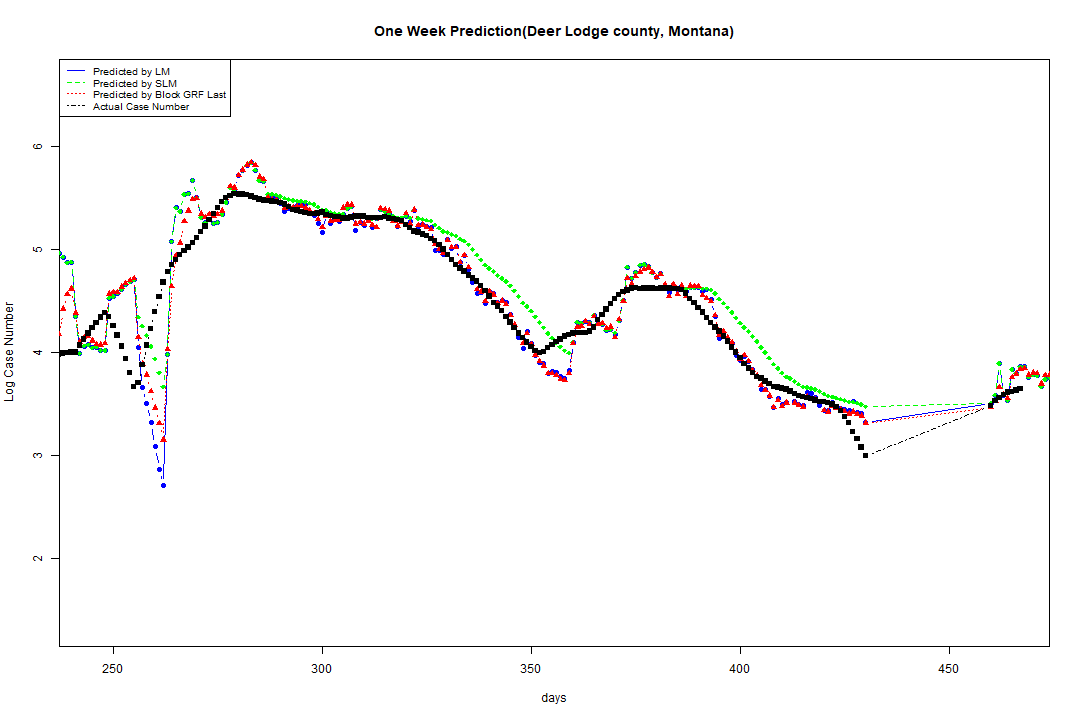 One Week Prediction(Deer Lodge county, Montana)
Predicted by LM
Predicted by SLM
Predicted by Block GRF Last
Actual Case Number
6
5
4
3
2
Log Case Number
250 300 350 400 450
days